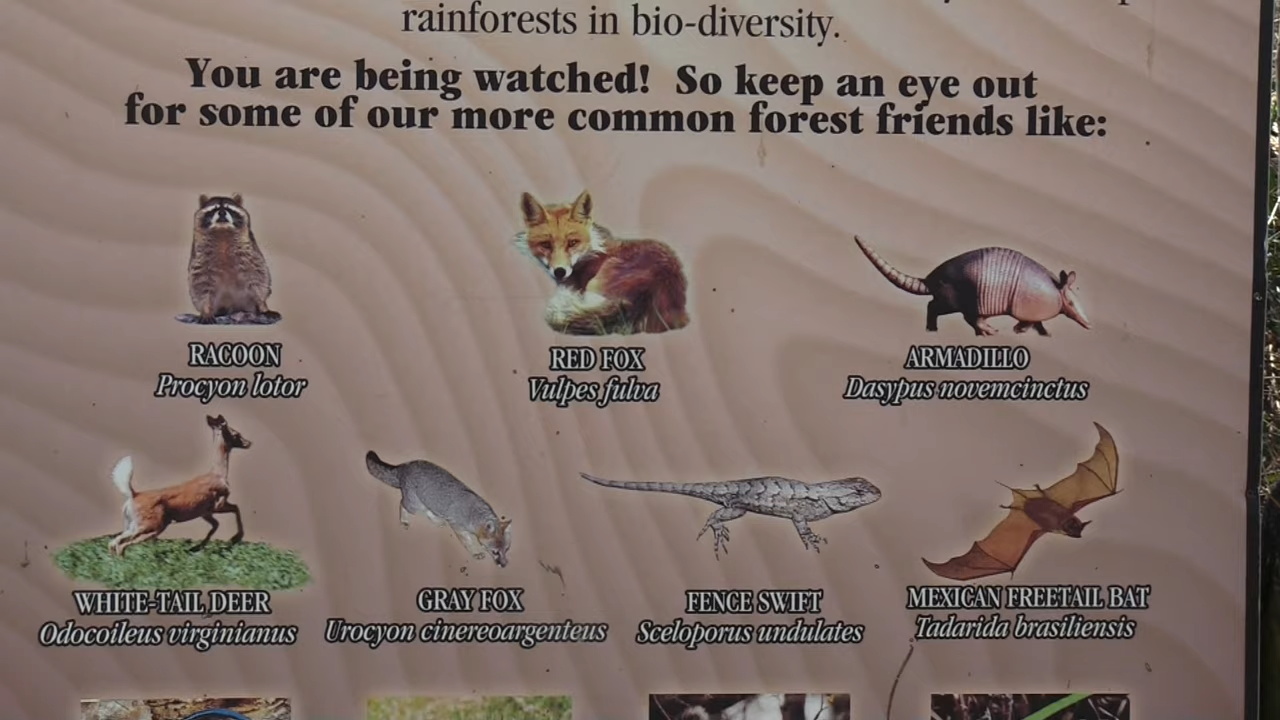 rainforests in bio-diversity.
You are being watched! So keep an eye out
for some of our more common forest friends like:
RACOON
Procyon lotor
RED FOX
Vulpes fulva
ARMADILLO
Dasypus novemcinctus
WHITE-TAIL DEER
Odocoileus virginianus
GRAY FOX
Urocyon cinereoargenteus
FENCE SWIFT
Sceloporus undulates
MEXICAN FREETAIL BAT
Tadarida brasiliensis